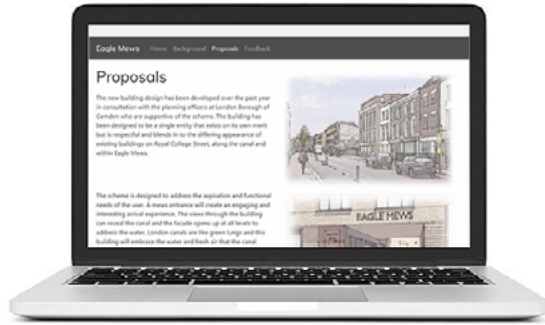 Eagle Mews Home Background Proposals Feedback
Proposals
The new building design has been developed over the past year
in consultation with the planning officers at London Borough of
Camden who are supportive of the scheme. The building has
been designed to be a single entity that exists on its own merit
but is respectful and blends in to the differing appearance of
existing buildings on Royal College Street, along the canal and
within Eagle Mews.
The scheme is designed to address the aspiration and functional
needs of the user. A mews entrance will create an engaging and
interesting arrival experience. The views through the building
can reveal the canal and the facade opens up at all levels to
address the water. London canals are like green lungs and this
building will embrace the water and fresh air that the canal
EAGLE MEWS